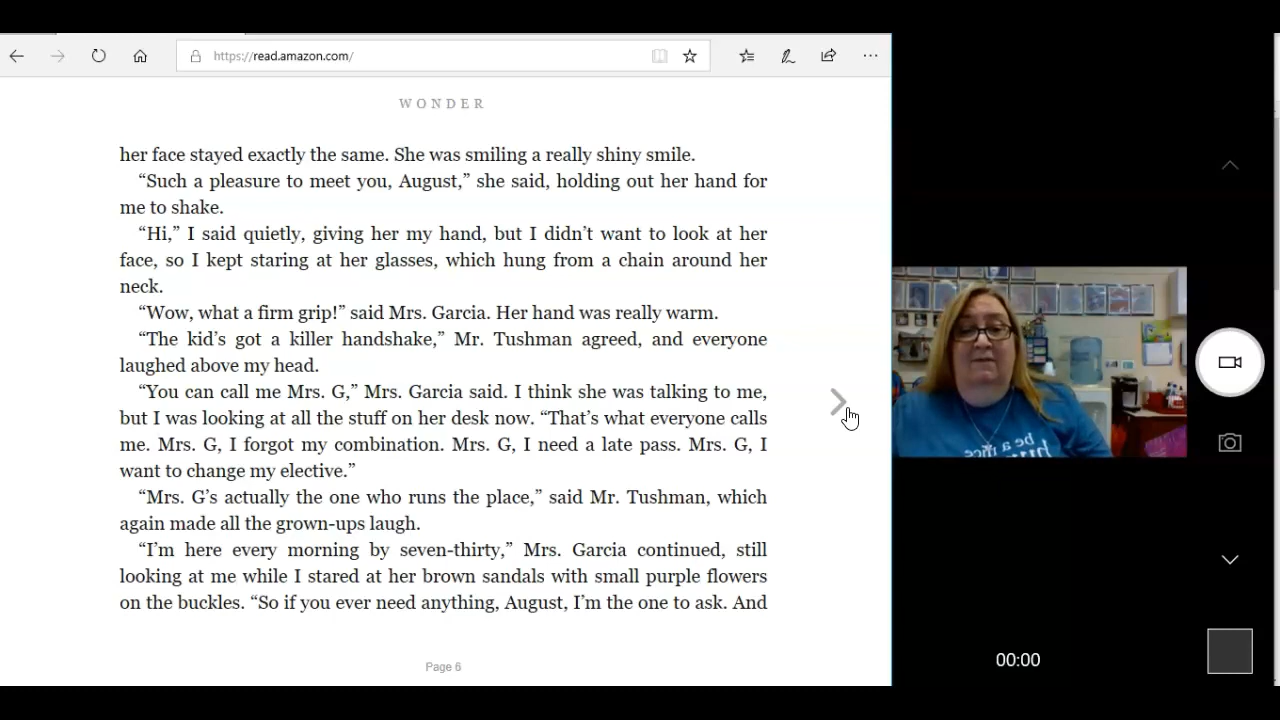 https://read.amazon.com/
WONDER
her face stayed exactly the same. She was smiling a really shiny smile.
“Such a pleasure to meet you, August,” she said, holding out her hand for
me to shake.
“Hi,” I said quietly, giving her my hand, but I didn’t want to look at her
face, so I kept staring at her glasses, which hung from a chain around her
neck.
“Wow, what a firm grip!” said Mrs. Garcia. Her hand was really warm.
“The kid’s got a killer handshake,” Mr. Tushman agreed, and everyone
laughed above my head.
“You can call me Mrs. G,” Mrs. Garcia said. I think she was talking to me,
but I was looking at all the stuff on her desk now. “That’s what everyone calls
me. Mrs. G, I forgot my combination. Mrs. G, I need a late pass. Mrs. G, I
want to change my elective.”
“Mrs. G’s actually the one who runs the place,” said Mr. Tushman, which
again made all the grown-ups laugh.
“I’m here every morning by seven-thirty,” Mrs. Garcia continued, still
looking at me while I stared at her brown sandals with small purple flowers
on the buckles. “So if you ever need anything, August, I’m the one to ask. And
Page 6
be a nice
00:00